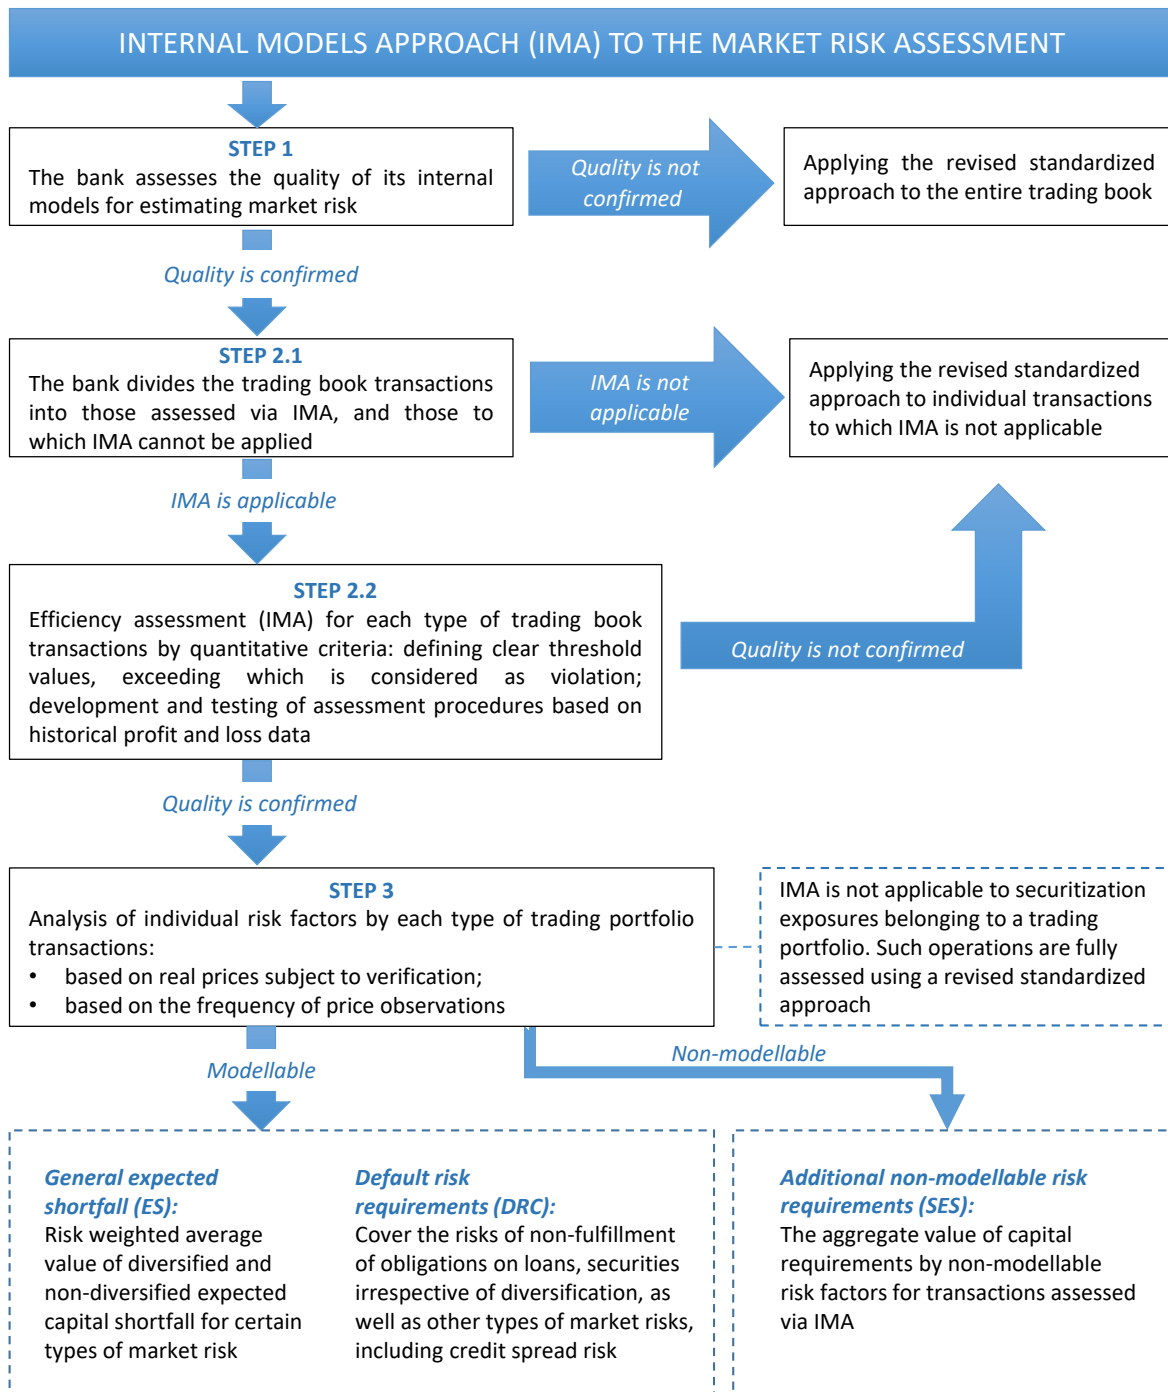 INTERNAL MODELS APPROACH (IMA) TO THE MARKET RISK ASSESSMENT
STEP 1
The bank assesses the quality of its internal
models for estimating market risk
Quality is not
confirmed
Applying the revised standardized
approach to the entire trading book
Quality is confirmed
STEP 2.1
The bank divides the trading book transactions
into those assessed via IMA, and those to
which IMA cannot be applied
IMA is not
applicable
Applying the revised standardized
approach to individual transactions
to which IMA is not applicable
IMA is applicable
STEP 2.2
Efficiency assessment (IMA) for each type of trading book
transactions by quantitative criteria: defining clear threshold
values, exceeding which is considered as violation;
development and testing of assessment procedures based on
historical profit and loss data
Quality is not confirmed
Quality is confirmed
STEP 3
Analysis of individual risk factors by each type of trading portfolio
transactions:
• based on real prices subject to verification;
• based on the frequency of price observations
IMA is not applicable to securitization
exposures belonging to a trading
portfolio. Such operations are fully
assessed using a revised standardized
approach
Modellable
Non-modellable
General expected
shortfall (ES):
Risk weighted average
value of diversified and
non-diversified expected
capital shortfall for certain
types of market risk
Default risk
requirements (DRC):
Cover the risks of non-fulfillment
of obligations on loans, securities
irrespective of diversification, as
well as other types of market risks,
including credit spread risk
Additional non-modellable risk
requirements (SES):
The aggregate value of capital
requirements by non-modellable
risk factors for transactions assessed
via IMA